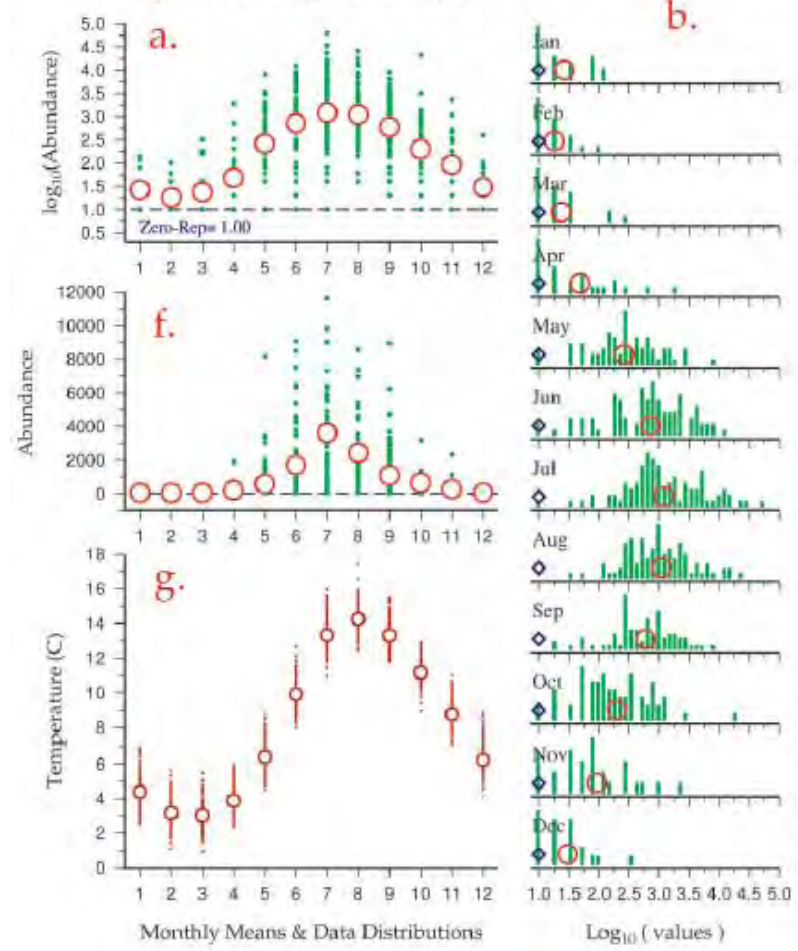 a.
log10(Abundance)
5.0
4.5
4.0
3.5
3.0
2.5
2.0
1.5
1.0
0.5
Zero-Rep= 1.00
1 2 3 4 5 6 7 8 9 10 11 12
f.
Abundance
12000
10000
8000
6000
4000
2000
0
1 2 3 4 5 6 7 8 9 10 11 12
g.
Temperature (C)
18
16
14
12
10
8
6
4
2
0
1 2 3 4 5 6 7 8 9 10 11 12
Monthly Means & Data Distributions
b.
Jan
Feb
Mar
Apr
May
Jun
Jul
Aug
Sep
Oct
Nov
Dec
1.0 1.5 2.0 2.5 3.0 3.5 4.0 4.5 5.0
Log10 ( values )